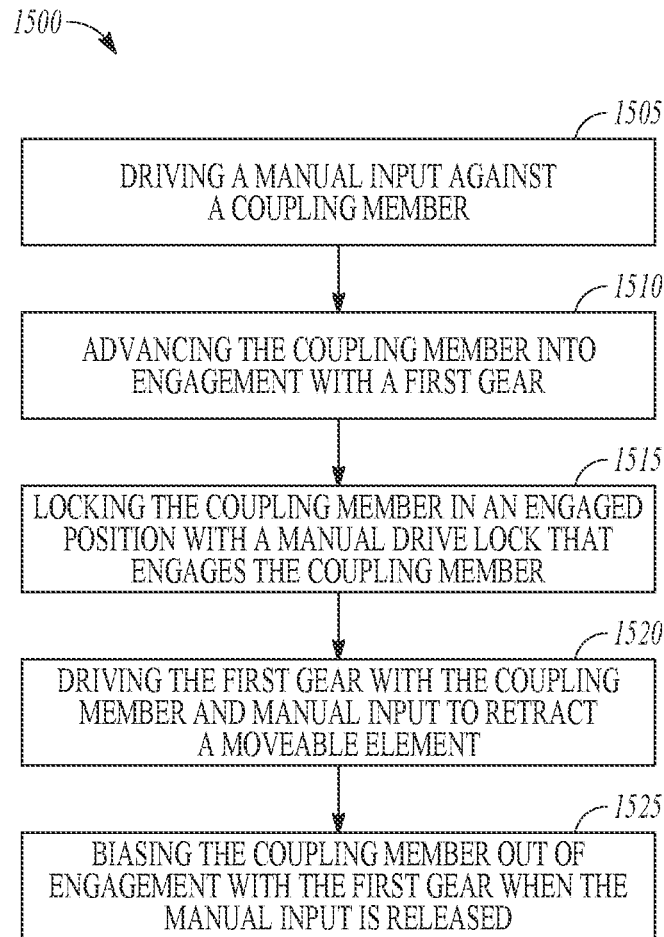 1500
1505
DRIVING A MANUAL INPUT AGAINST
A COUPLING MEMBER
1510
ADVANCING THE COUPLING MEMBER INTO
ENGAGEMENT WITH A FIRST GEAR
1515
LOCKING THE COUPLING MEMBER IN AN ENGAGED
POSITION WITH A MANUAL DRIVE LOCK THAT
ENGAGES THE COUPLING MEMBER
1520
DRIVING THE FIRST GEAR WITH THE COUPLING
MEMBER AND MANUAL INPUT TO RETRACT
A MOVEABLE ELEMENT
1525
BIASING THE COUPLING MEMBER OUT OF
ENGAGEMENT WITH THE FIRST GEAR WHEN THE
MANUAL INPUT IS RELEASED